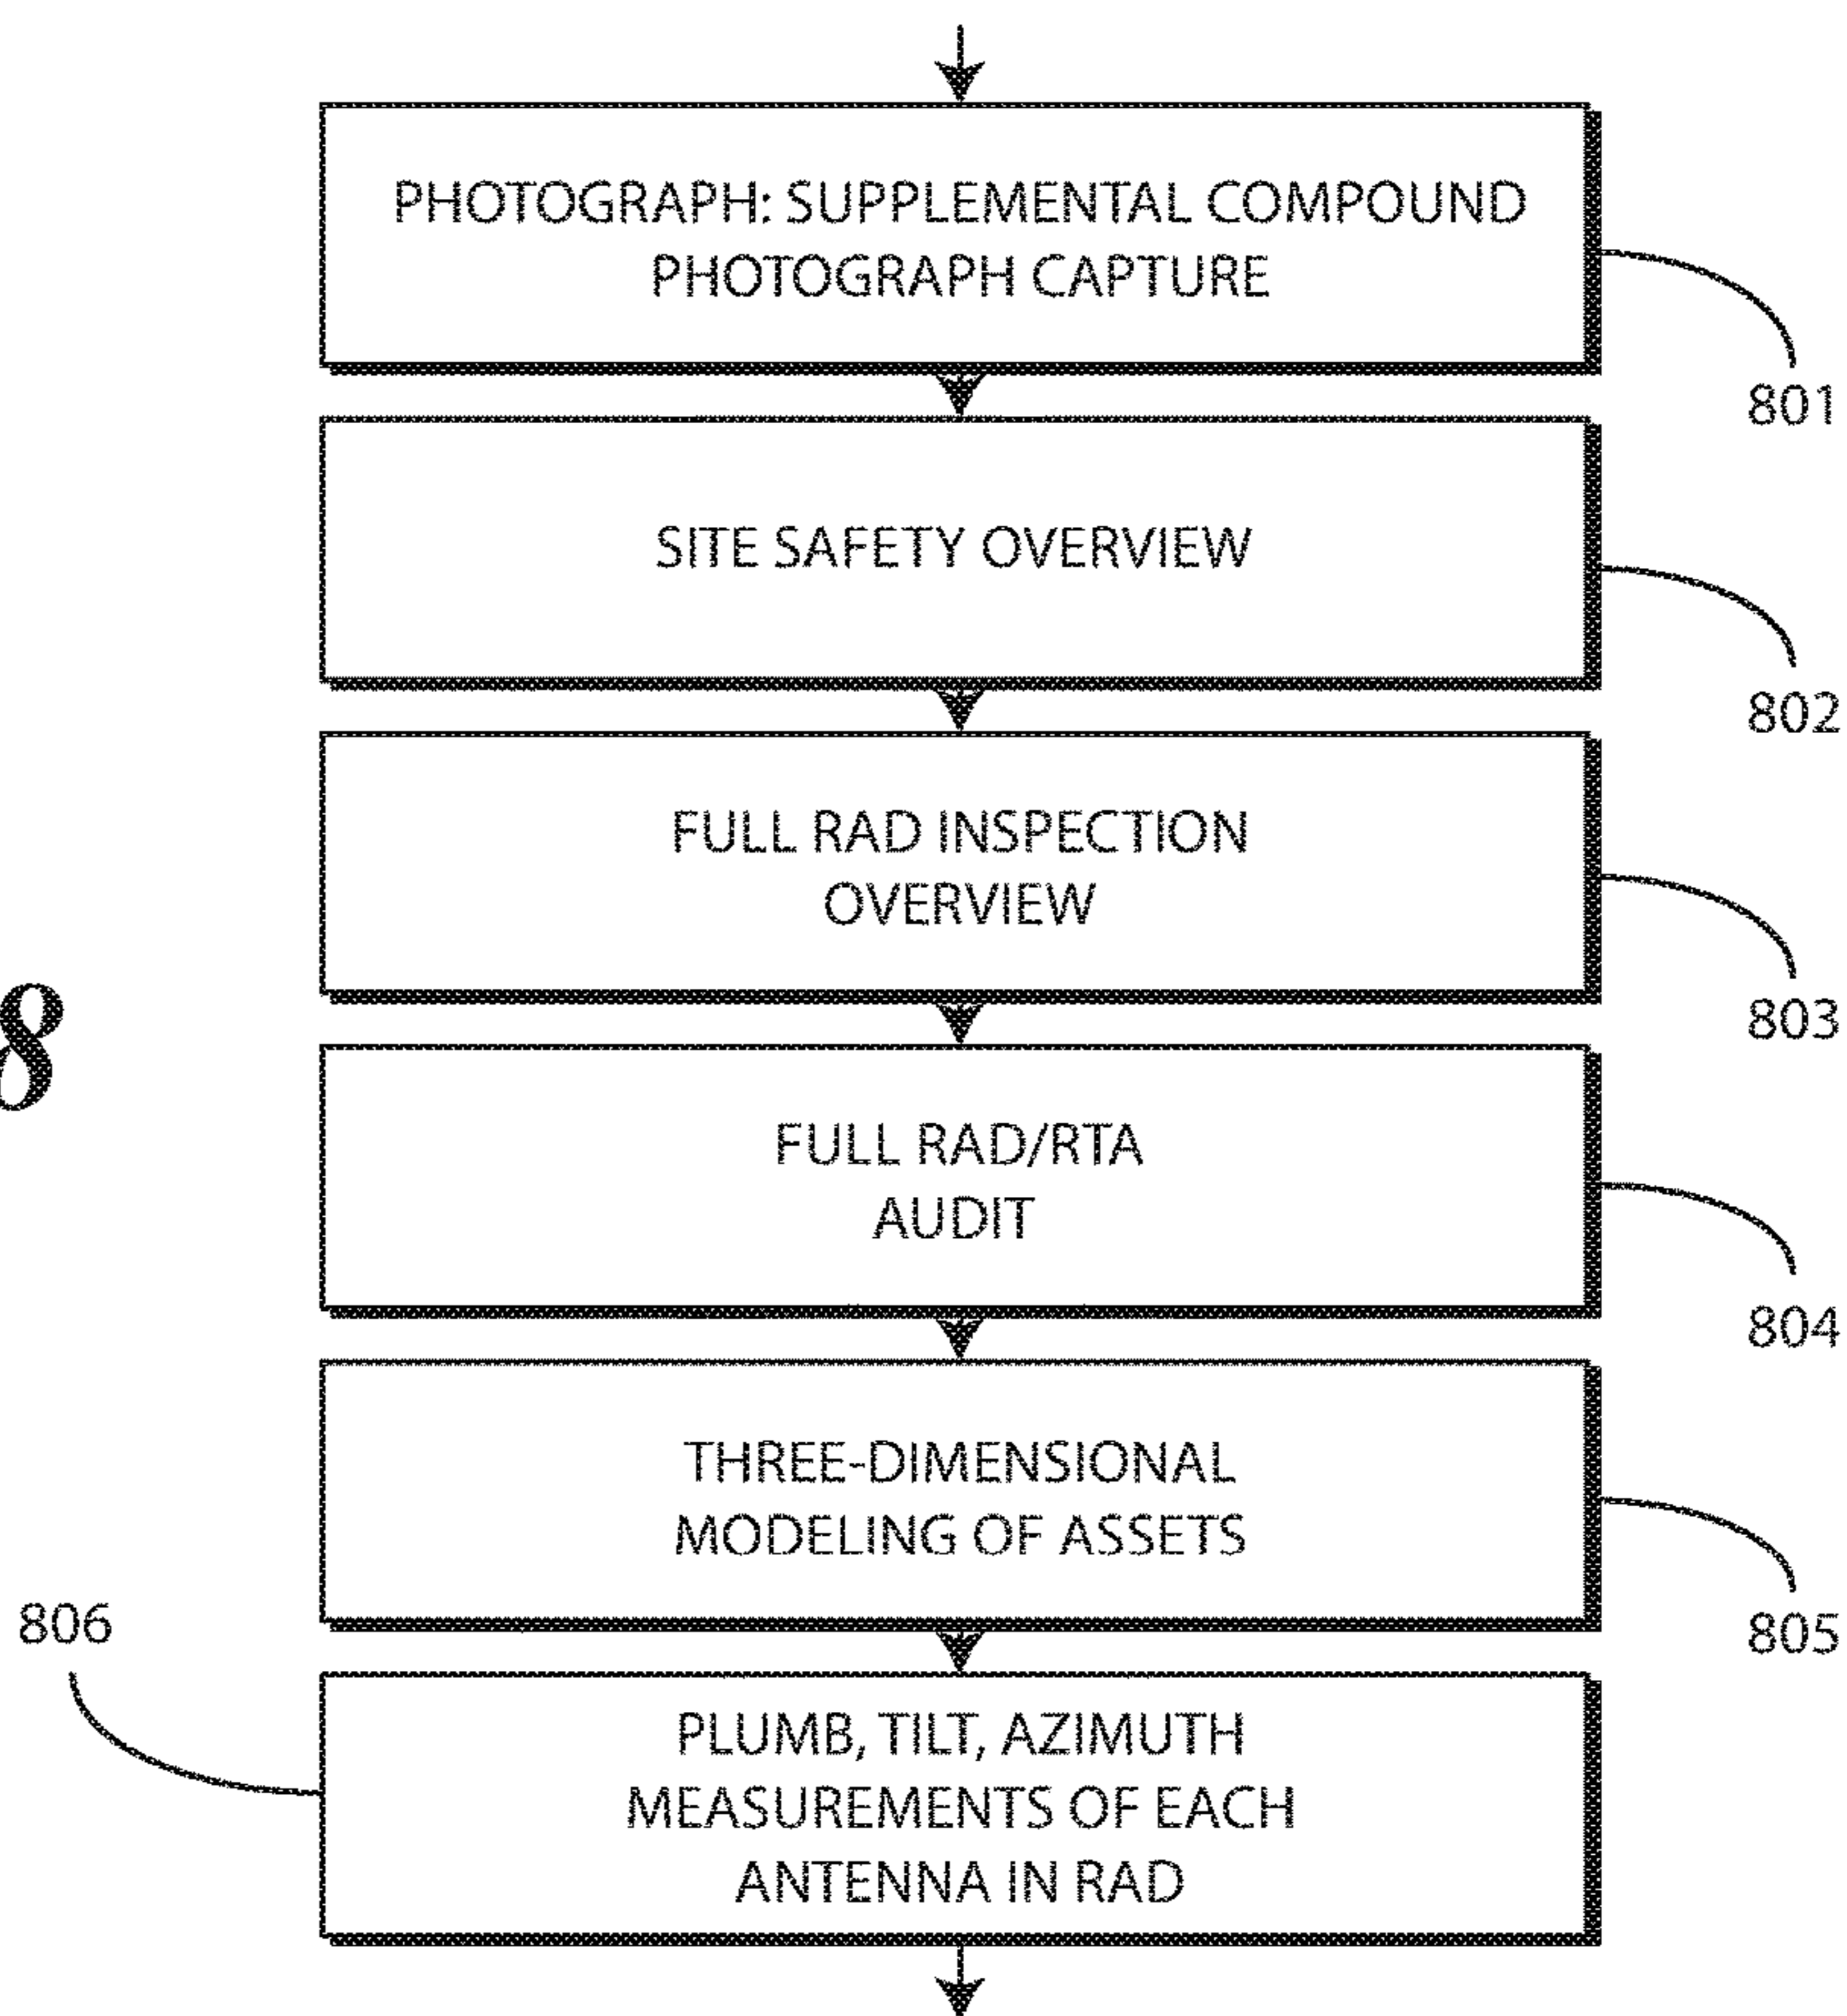 PHOTOGRAPH: SUPPLEMENTAL COMPOUND
PHOTOGRAPH CAPTURE
801
SITE SAFETY OVERVIEW
802
FULL RAD INSPECTION
OVERVIEW
803
8
FULL RAD/RTA
AUDIT
804
THREE-DIMENSIONAL
MODELING OF ASSETS
805
806
PLUMB, TILT, AZIMUTH
MEASUREMENTS OF EACH
ANTENNA IN RAD